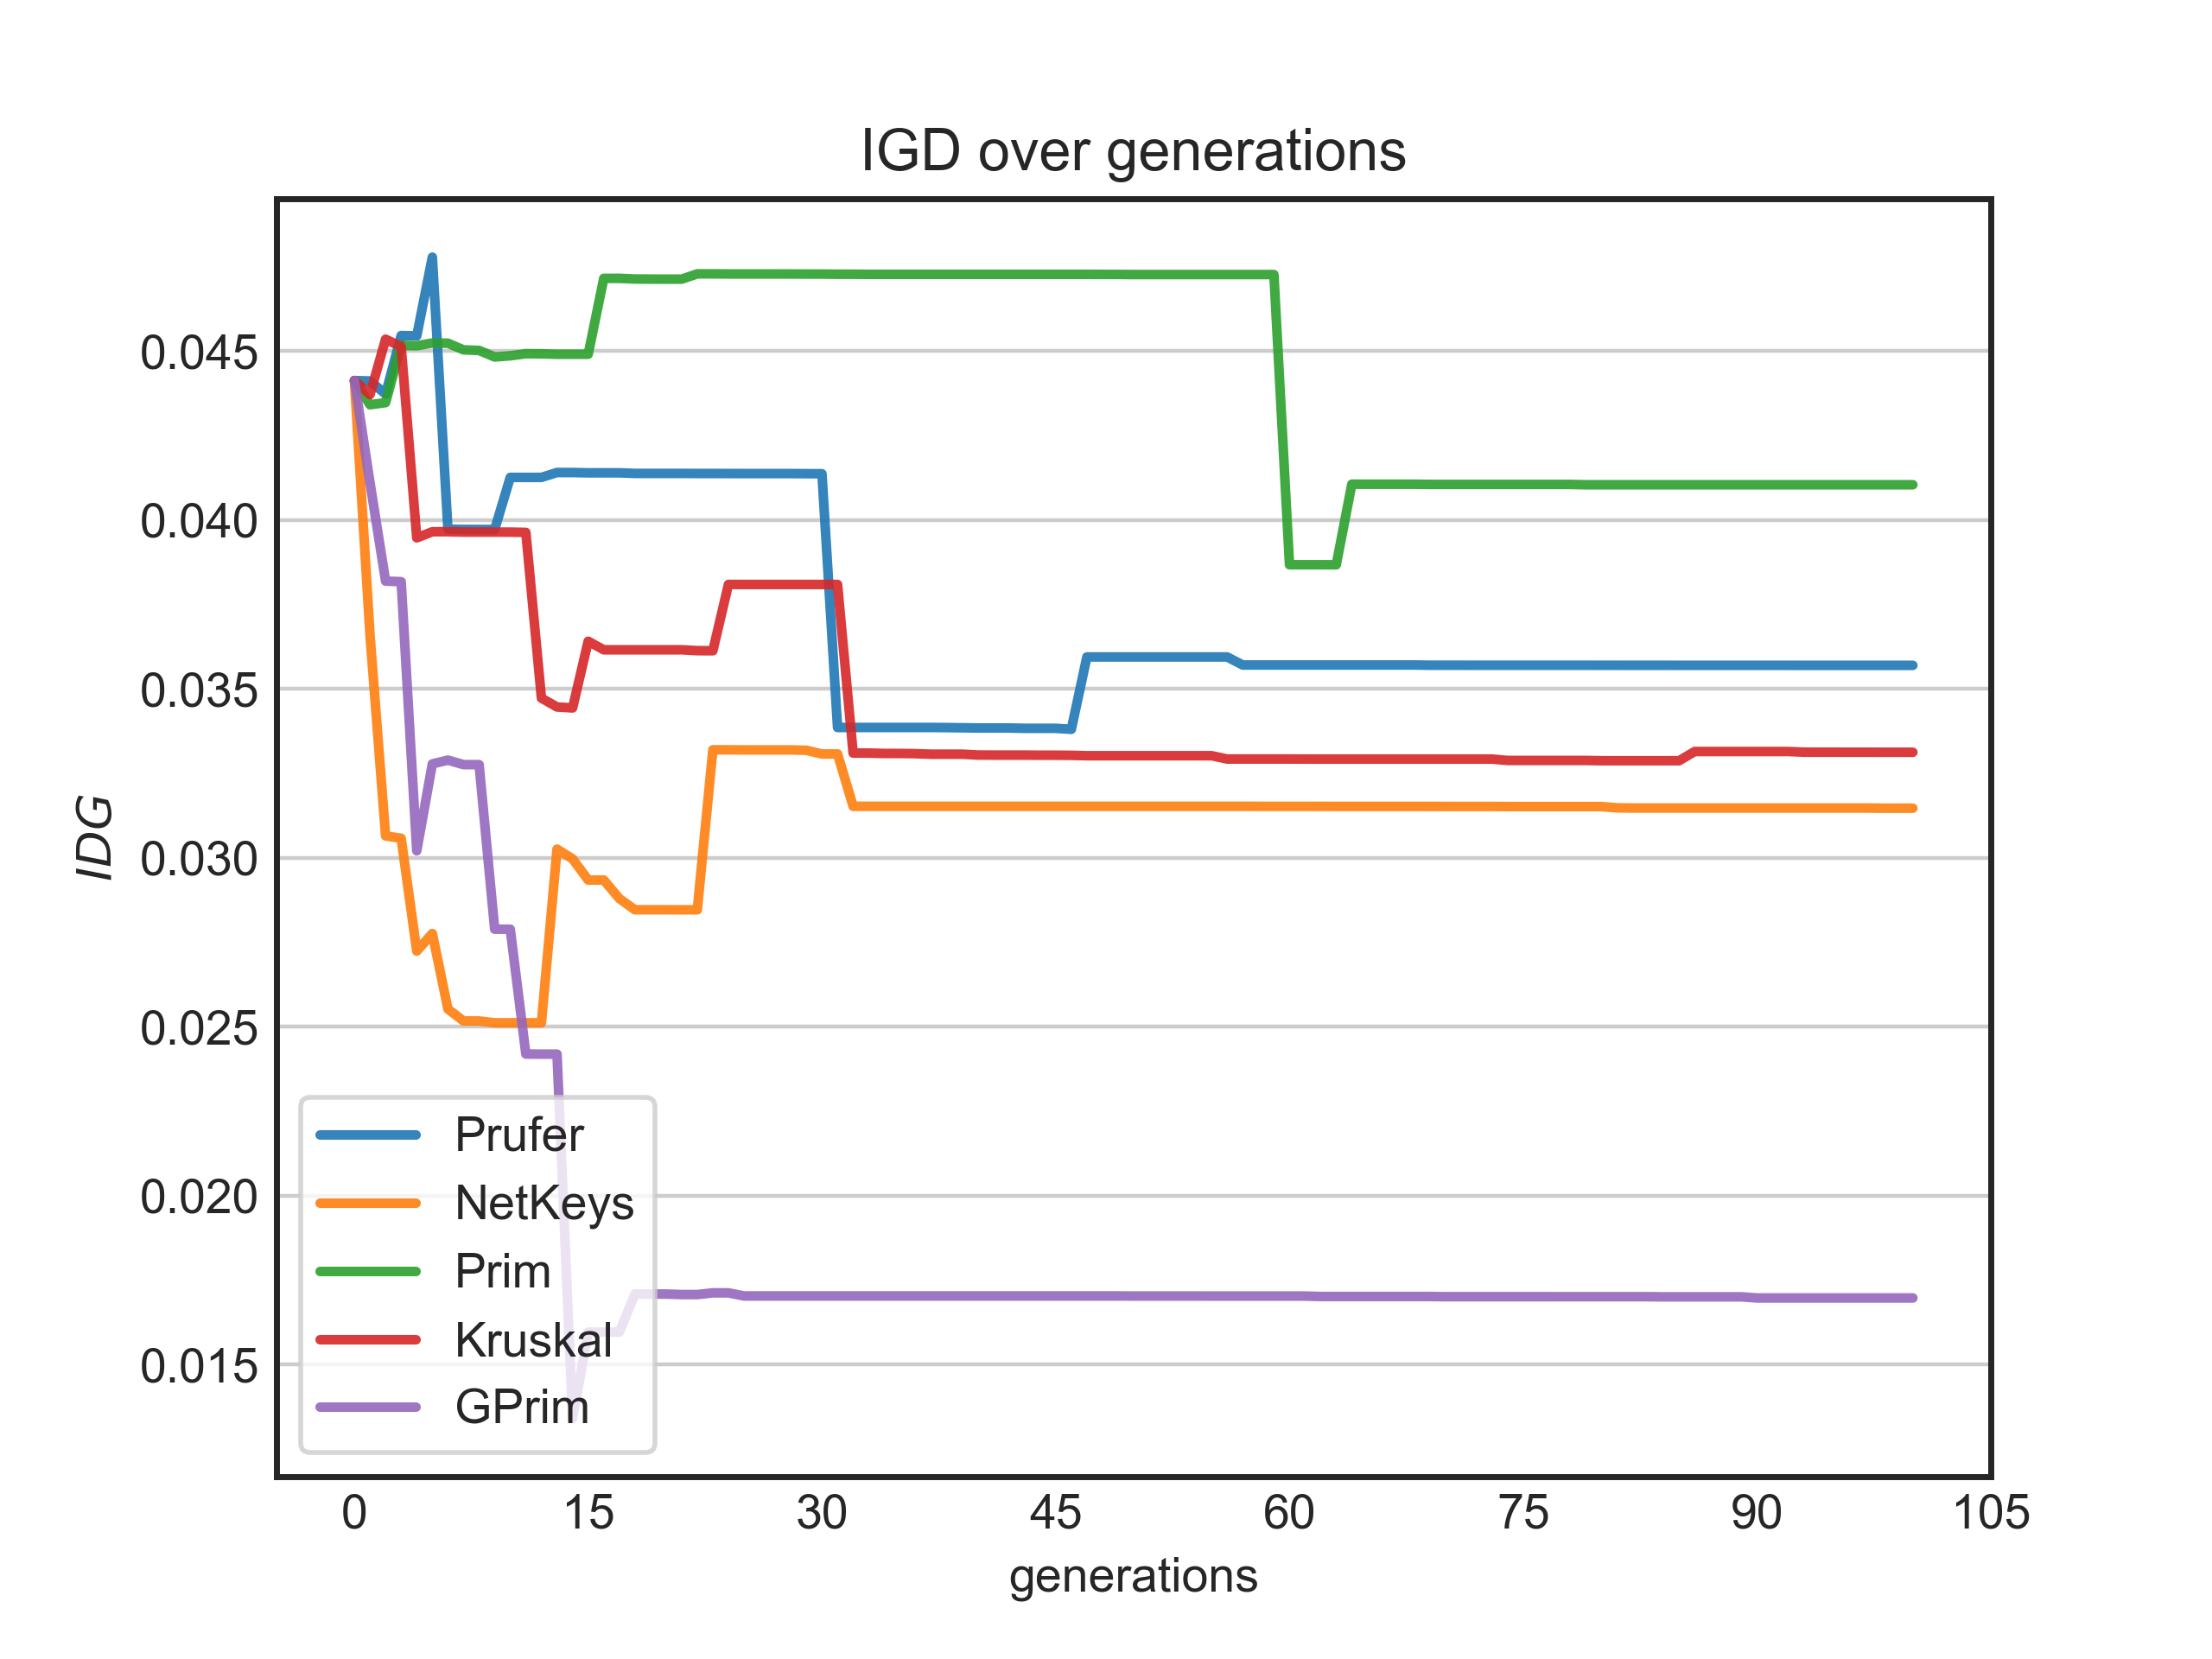 IGD over generations
IDG
0.045
0.040
0.035
0.030
0.025
0.020
0.015
Prufer
NetKeys
Prim
Kruskal
GPrim
0 15 30 45 60 75 90 105
generations